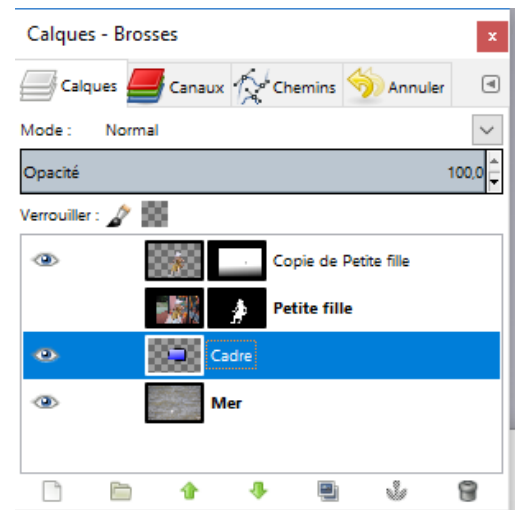 Calques - Brosses
x
Calques Canaux Chemins Annuler
Mode : Normal
Opacité 100,0
Verrouiller :
Copie de Petite fille
Petite fille
Cadre
Mer